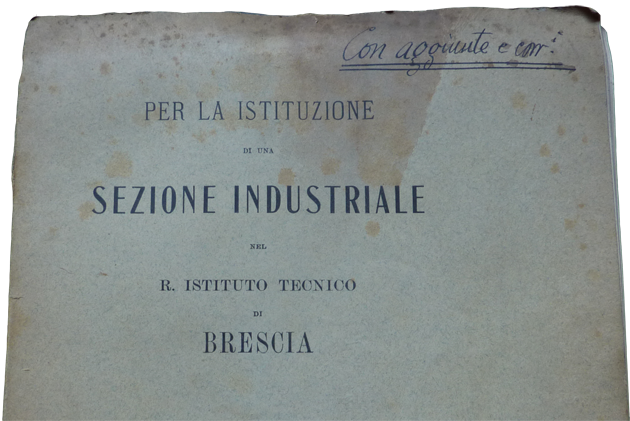 Con aggiunte e corr.i
PER LA ISTITUZIONE
DI UNA
SEZIONE INDUSTRIALE
NEL
R. ISTITUTO TECNICO
DI
BRESCIA